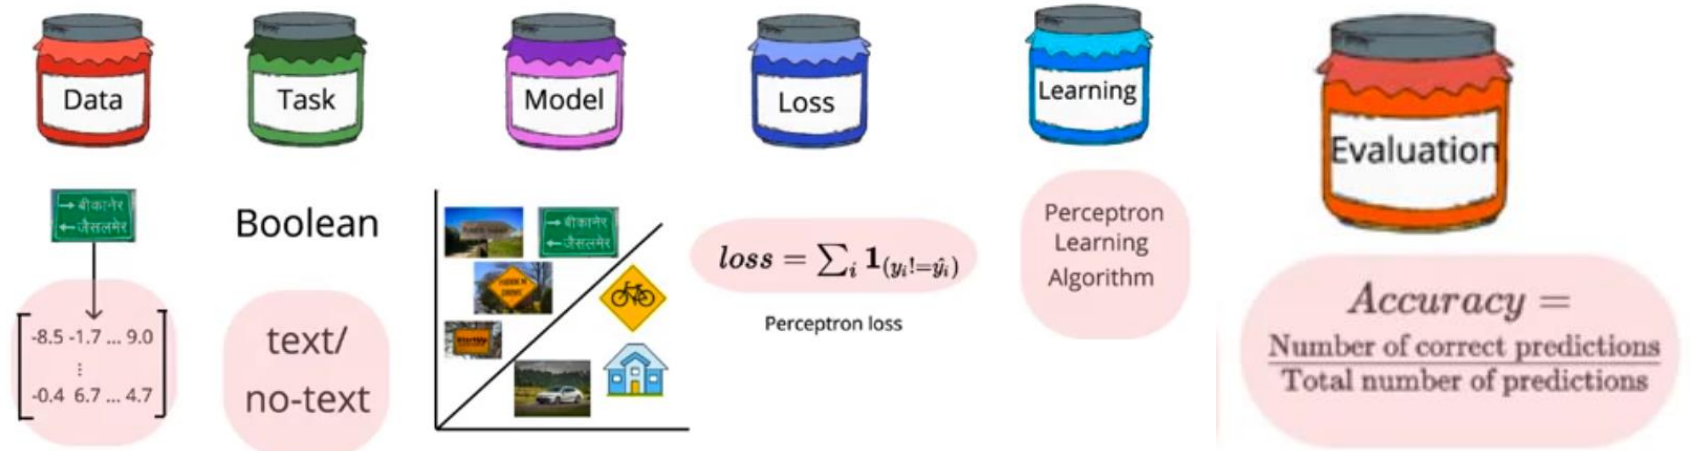 Data
Task
Model
Loss
Learning
Evaluation
→ बीकानेर
← जैसलमेर
-8.5 -1.7 ... 9.0
⋮
-0.4 6.7 ... 4.7
Boolean
text/
no-text
→ बीकानेर
← जैसलमेर
loss = ∑ᵢ 1₍yᵢ!=ŷᵢ₎
Perceptron loss
Perceptron
Learning
Algorithm
Accuracy =
Number of correct predictions
Total number of predictions